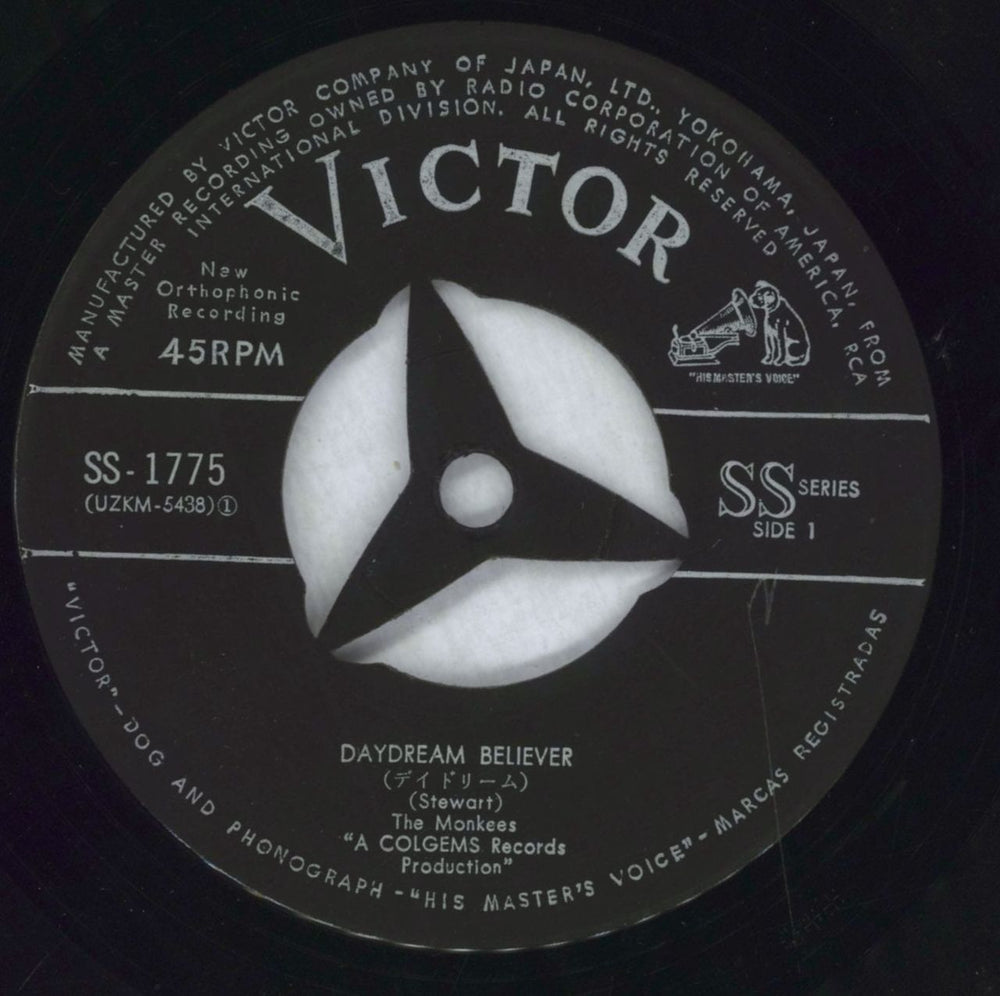 MANUFACTURED BY VICTOR COMPANY OF JAPAN, LTD., YOKOHAMA, JAPAN, FROM
A MASTER RECORDING OWNED BY RADIO CORPORATION OF AMERICA, RCA
INTERNATIONAL DIVISION. ALL RIGHTS RESERVED
VICTOR
New
Orthophonic
Recording
45RPM
"HIS MASTER'S VOICE"
SS-1775
(UZKM-5438)①
SS SERIES
SIDE 1
DAYDREAM BELIEVER
(デイドリーム)
(Stewart)
The Monkees
"A COLGEMS Records
Production"
"VICTOR"-DOG AND PHONOGRAPH-"HIS MASTER'S VOICE"-MARCAS REGISTRADAS